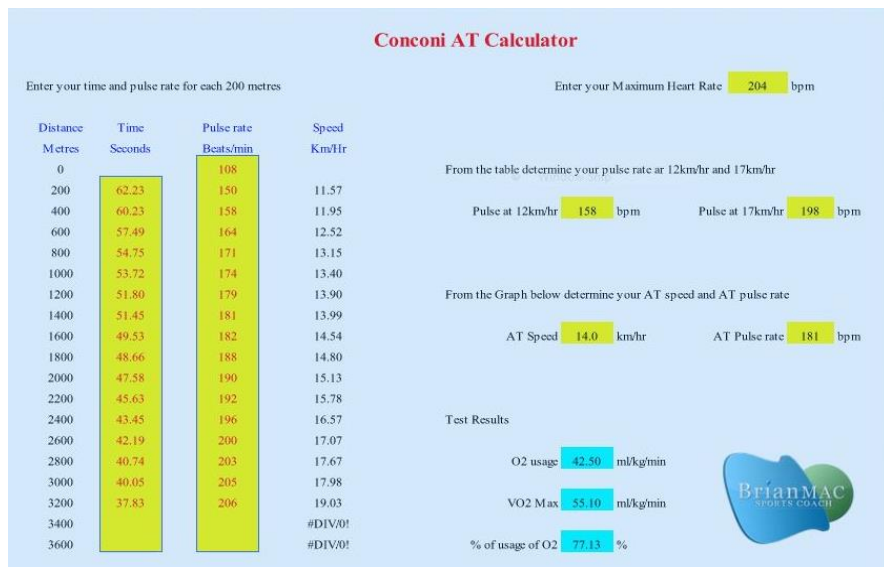 Conconi AT Calculator
Enter your time and pulse rate for each 200 metres
Enter your Maximum Heart Rate 204 bpm
Distance Time Pulse rate Speed
Metres Seconds Beats/min Km/Hr
0 108
From the table determine your pulse rate ar 12km/hr and 17km/hr
200 62.23 150 11.57
400 60.23 158 11.95
Pulse at 12km/hr 158 bpm Pulse at 17km/hr 198 bpm
600 57.49 164 12.52
800 54.75 171 13.15
1000 53.72 174 13.40
1200 51.80 179 13.90
From the Graph below determine your AT speed and AT pulse rate
1400 51.45 181 13.99
1600 49.53 182 14.54
AT Speed 14.0 km/hr AT Pulse rate 181 bpm
1800 48.66 188 14.80
2000 47.58 190 15.13
2200 45.63 192 15.78
2400 43.45 196 16.57
Test Results
2600 42.19 200 17.07
2800 40.74 203 17.67
O2 usage 42.50 ml/kg/min
3000 40.05 205 17.98
3200 37.83 206 19.03
VO2 Max 55.10 ml/kg/min
BrianMAC
SPORTS COACH
3400 #DIV/0!
3600 #DIV/0!
% of usage of O2 77.13 %